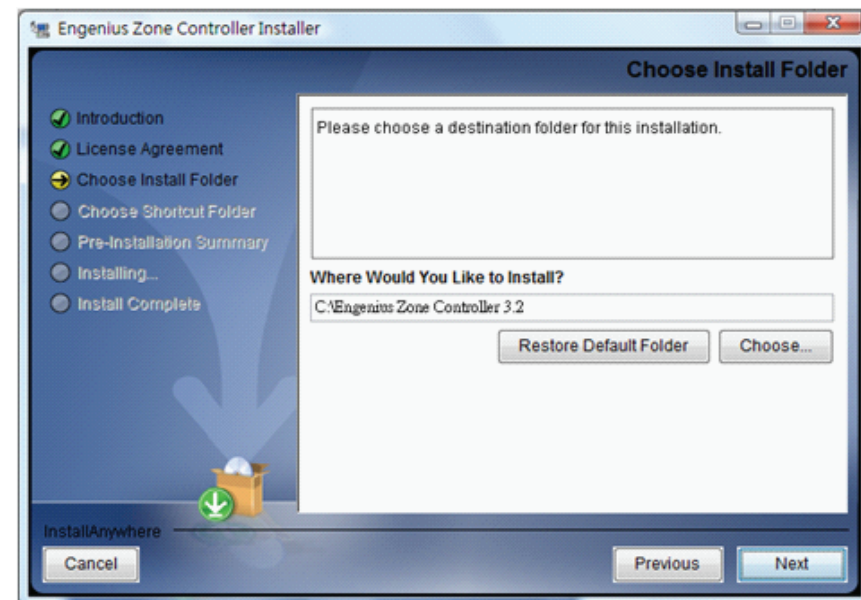 Engenius Zone Controller Installer
Choose Install Folder
Introduction
License Agreement
Choose Install Folder
Choose Shortcut Folder
Pre-Installation Summary
Installing...
Install Complete
Please choose a destination folder for this installation.
Where Would You Like to Install?
C:\Engenius Zone Controller 3.2
Restore Default Folder
Choose...
InstallAnywhere
Cancel
Previous
Next